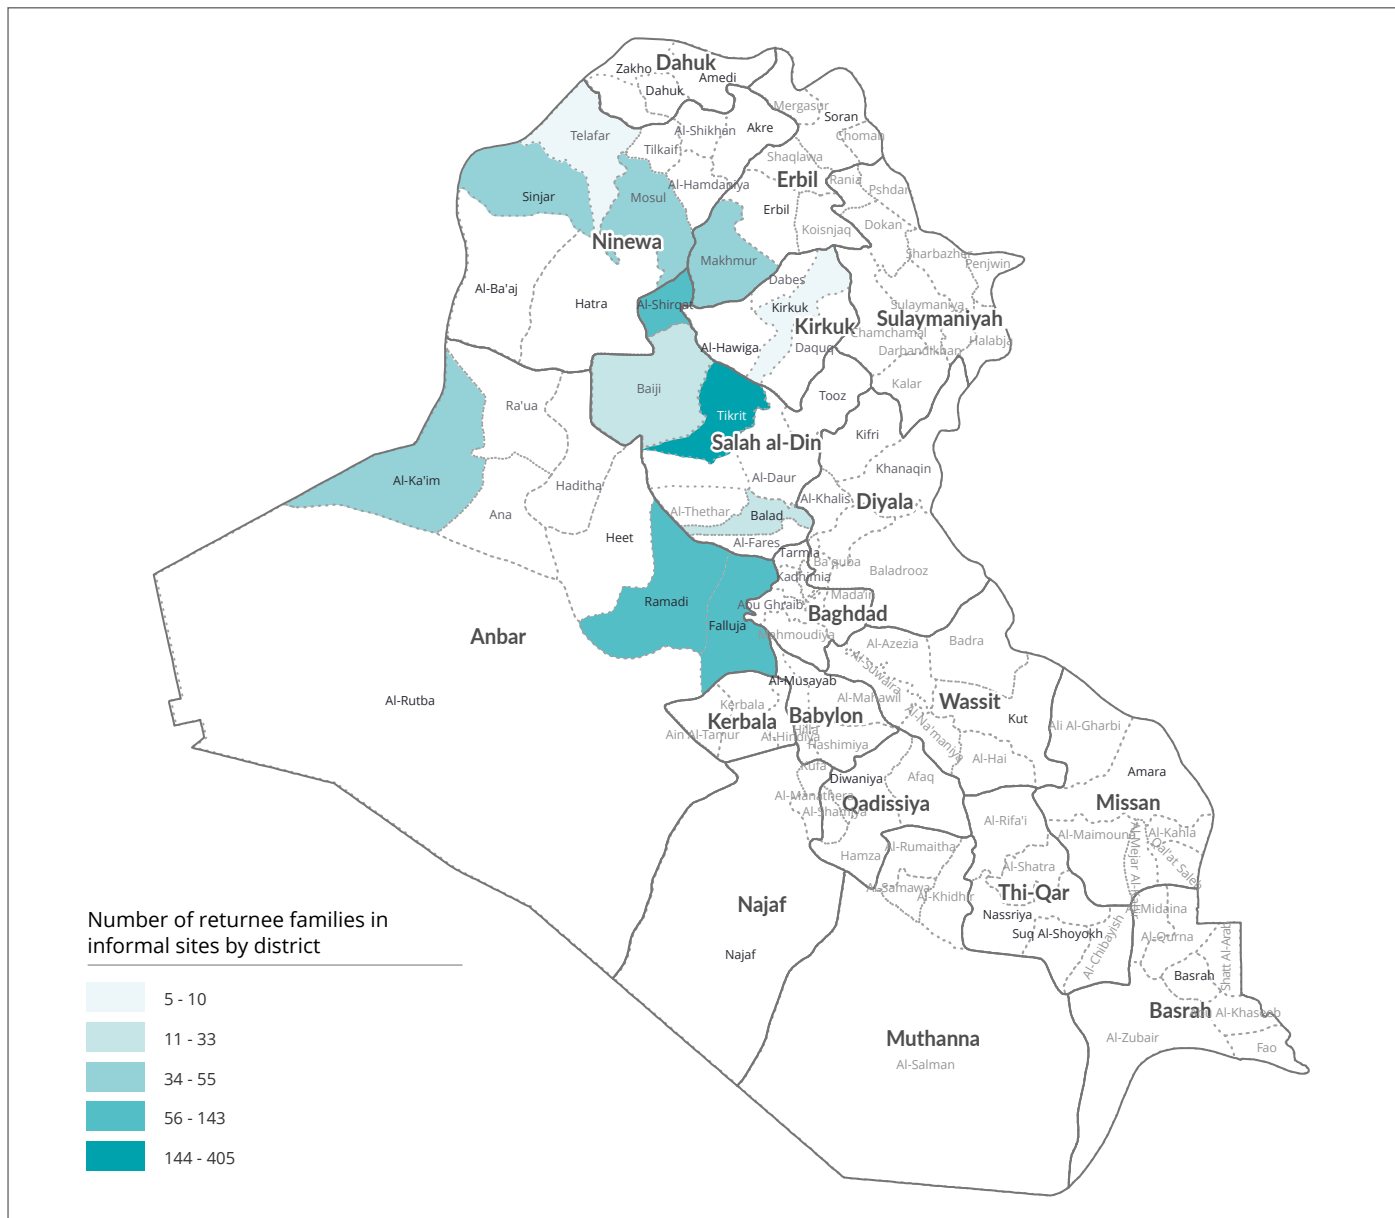 Dahuk
Zakho
Amedi
Dahuk
Mergasur
Soran
Choman
Telafar
Al-Shikhan
Akre
Tilkaif
Shaqlawa
Erbil
Rania
Pshdar
Sinjar
Mosul
Al-Hamdaniya
Erbil
Koisnjaq
Dokan
Ninewa
Makhmur
Sharbazher
Penjwin
Al-Ba'aj
Hatra
Al-Shirqat
Dabes
Kirkuk
Kirkuk
Sulaymaniya
Sulaymaniyah
Chamchamal
Halabja
Al-Hawiga
Daquq
Darbandikhan
Baiji
Kalar
Ra'ua
Tikrit
Tooz
Salah al-Din
Kifri
Khanaqin
Al-Ka'im
Haditha
Al-Daur
Al-Khalis
Diyala
Ana
Al-Thethar
Balad
Heet
Al-Fares
Tarmia
Ba'quba
Baladrooz
Kadhimia
Ramadi
Abu Ghraib
Mada'in
Baghdad
Falluja
Mahmoudiya
Anbar
Al-Azezia
Badra
Al-Suwaira
Al-Musayab
Al-Rutba
Kerbala
Al-Mahawil
Wassit
Kerbala
Babylon
Kut
Ali Al-Gharbi
Ain Al-Tamur
Al-Hindiya
Hilla
Hashimiya
Al-Na'maniya
Al-Hai
Kufa
Diwaniya
Afaq
Amara
Al-Manathera
Qadissiya
Missan
Al-Shamiya
Al-Rifa'i
Al-Maimouna
Al-Kahla
Al-Mejar Al-Kabir
Qal'at Saleh
Hamza
Al-Rumaitha
Al-Shatra
Al-Samawa
Al-Khidhir
Thi-Qar
Najaf
Nassriya
Al-Midaina
Suq Al-Shoyokh
Al-Chibayish
Al-Qurna
Shatt Al-Arab
Najaf
Basrah
Basrah
Abu Al-Khaseeb
Muthanna
Al-Zubair
Fao
Al-Salman
Number of returnee families in
informal sites by district
5 - 10
11 - 33
34 - 55
56 - 143
144 - 405